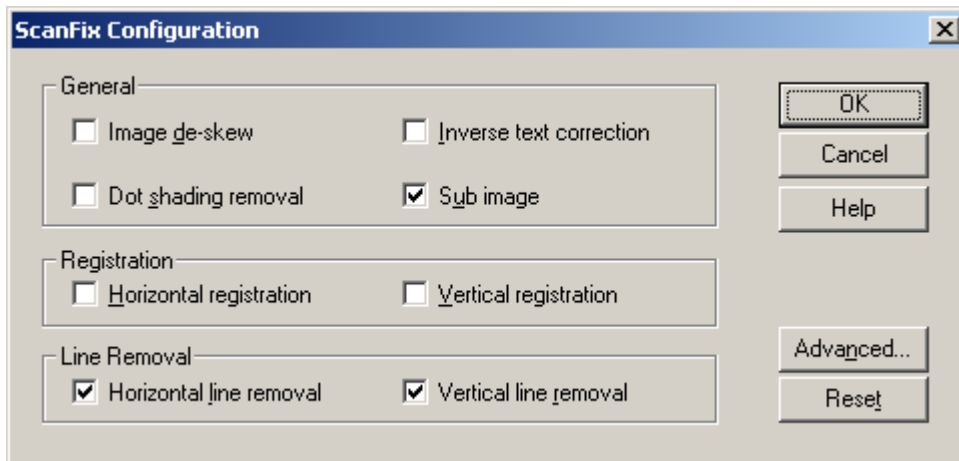 ScanFix Configuration
General
Image de-skew
Inverse text correction
Dot shading removal
Sub image
Registration
Horizontal registration
Vertical registration
Line Removal
Horizontal line removal
Vertical line removal
OK
Cancel
Help
Advanced...
Reset